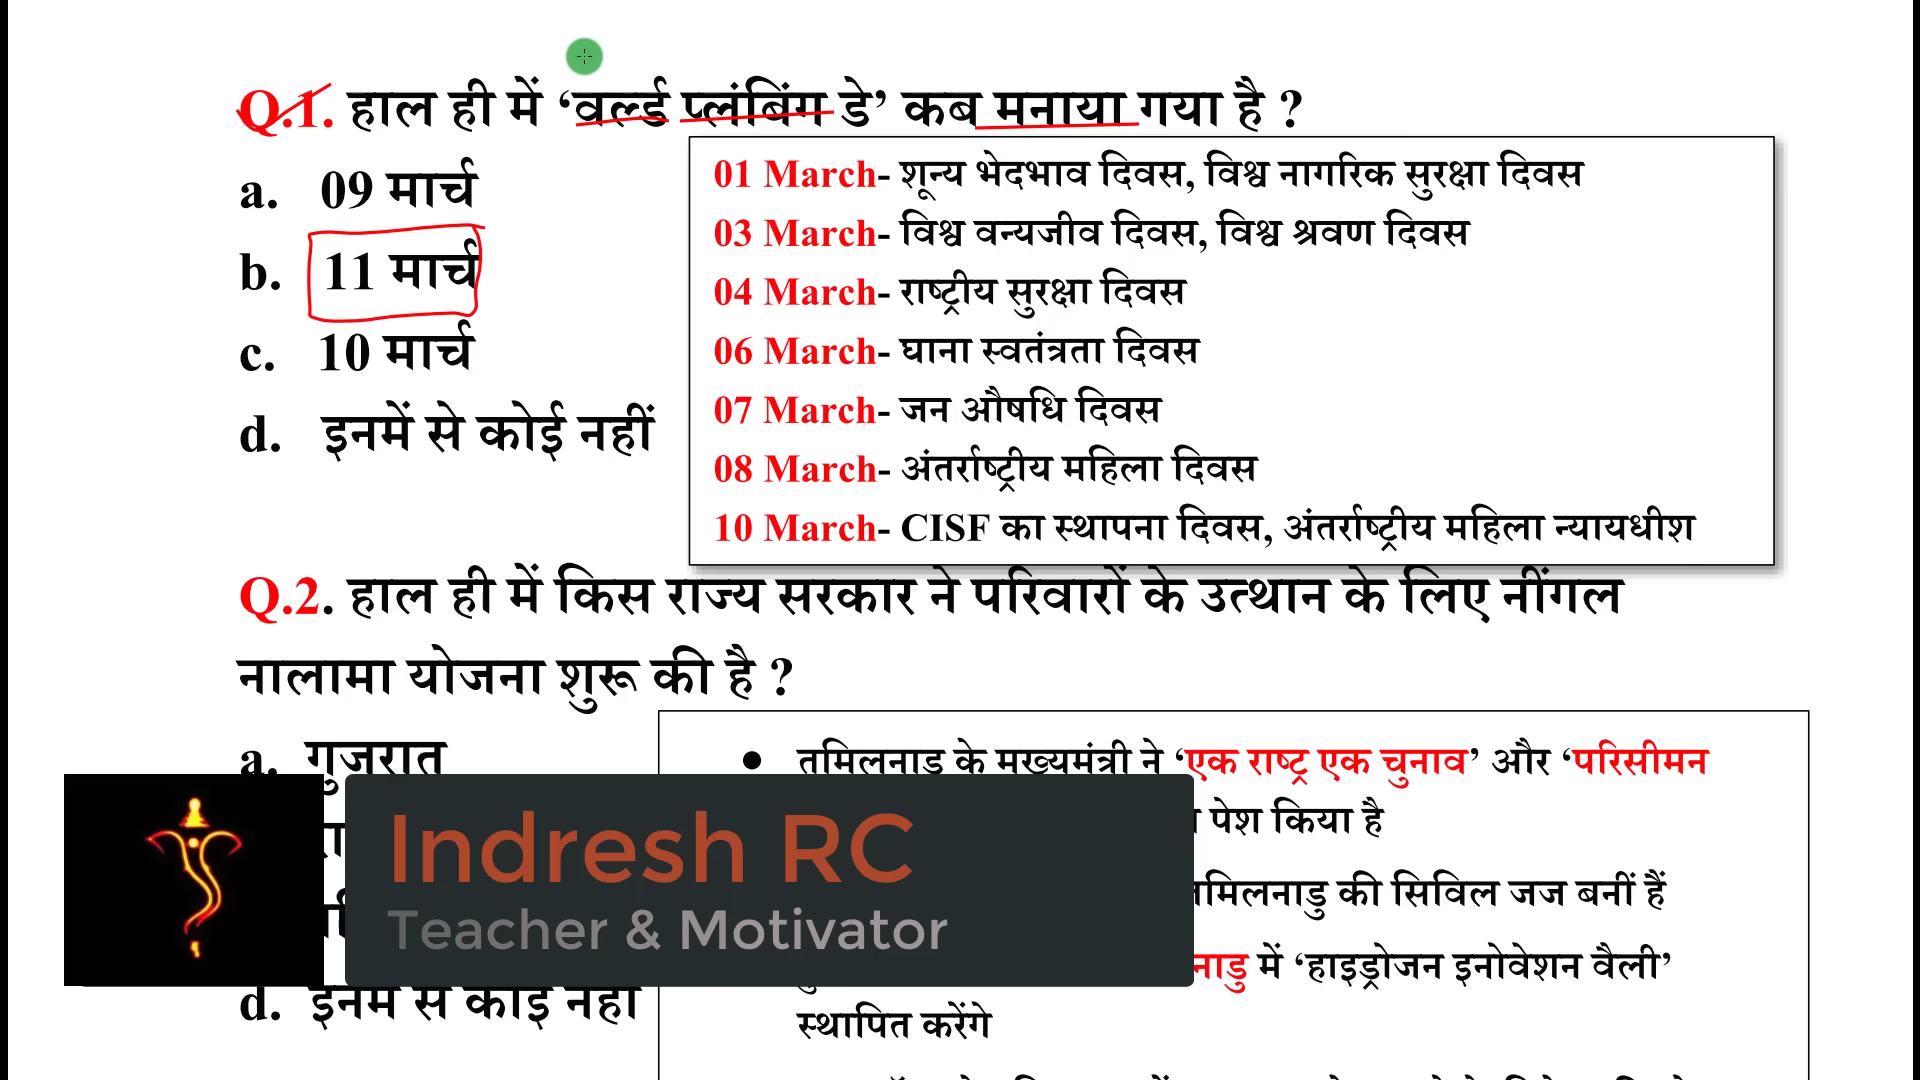 Q.1. हाल ही में ‘वर्ल्ड प्लंबिंग डे’ कब मनाया गया है ?
a. 09 मार्च
b. 11 मार्च
c. 10 मार्च
d. इनमें से कोई नहीं
01 March- शून्य भेदभाव दिवस, विश्व नागरिक सुरक्षा दिवस
03 March- विश्व वन्यजीव दिवस, विश्व श्रवण दिवस
04 March- राष्ट्रीय सुरक्षा दिवस
06 March- घाना स्वतंत्रता दिवस
07 March- जन औषधि दिवस
08 March- अंतर्राष्ट्रीय महिला दिवस
10 March- CISF का स्थापना दिवस, अंतर्राष्ट्रीय महिला न्यायधीश
Q.2. हाल ही में किस राज्य सरकार ने परिवारों के उत्थान के लिए नींगल
नालामा योजना शुरू की है ?
a. गुजरात
d. इनमें से कोई नहीं
• तमिलनाडु के मुख्यमंत्री ने ‘एक राष्ट्र एक चुनाव’ और ‘परिसीमन
पेश किया है
तमिलनाडु की सिविल जज बनीं हैं
नाडु में ‘हाइड्रोजन इनोवेशन वैली’
स्थापित करेंगे
Indresh RC
Teacher & Motivator